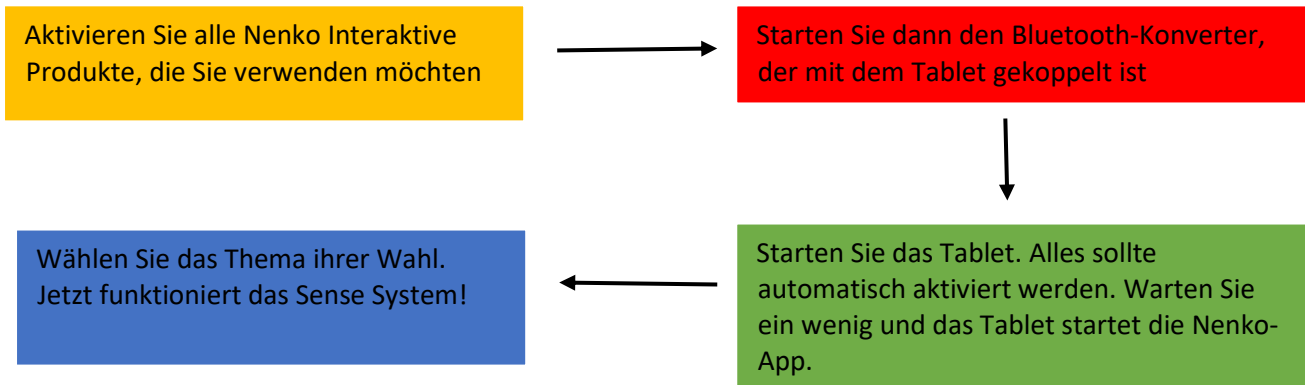 Aktivieren Sie alle Nenko Interaktive
Produkte, die Sie verwenden möchten
Starten Sie dann den Bluetooth-Konverter,
der mit dem Tablet gekoppelt ist
Starten Sie das Tablet. Alles sollte
automatisch aktiviert werden. Warten Sie
ein wenig und das Tablet startet die Nenko-
App.
Wählen Sie das Thema ihrer Wahl.
Jetzt funktioniert das Sense System!